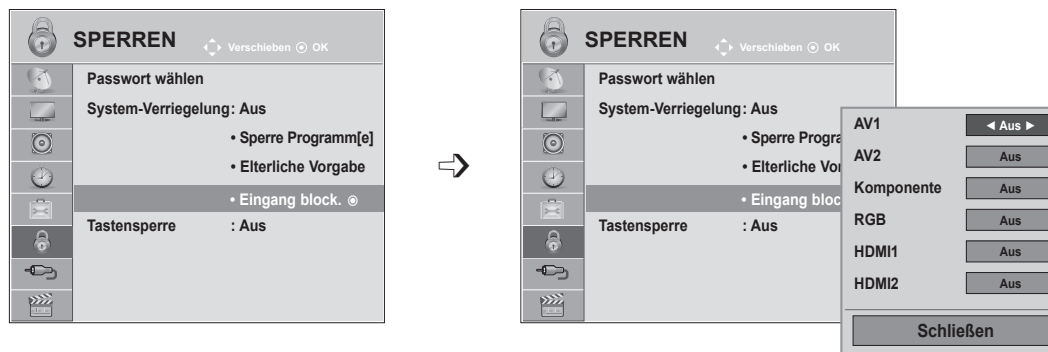 SPERREN Verschieben OK
Passwort wählen
System-Verriegelung: Aus
• Sperre Programm[e]
• Elterliche Vorgabe
• Eingang block.
Tastensperre : Aus
SPERREN Verschieben OK
Passwort wählen
System-Verriegelung: Aus
• Sperre Progra
• Elterliche Vor
• Eingang bloc
Tastensperre : Aus
AV1 ◀ Aus ▶
AV2 Aus
Komponente Aus
RGB Aus
HDMI1 Aus
HDMI2 Aus
Schließen